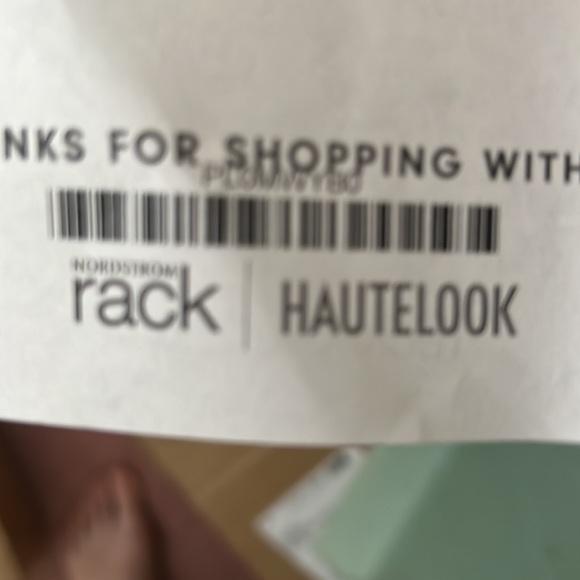 NKS FOR SHOPPING WITH
NORDSTROM
rack | HAUTELOOK